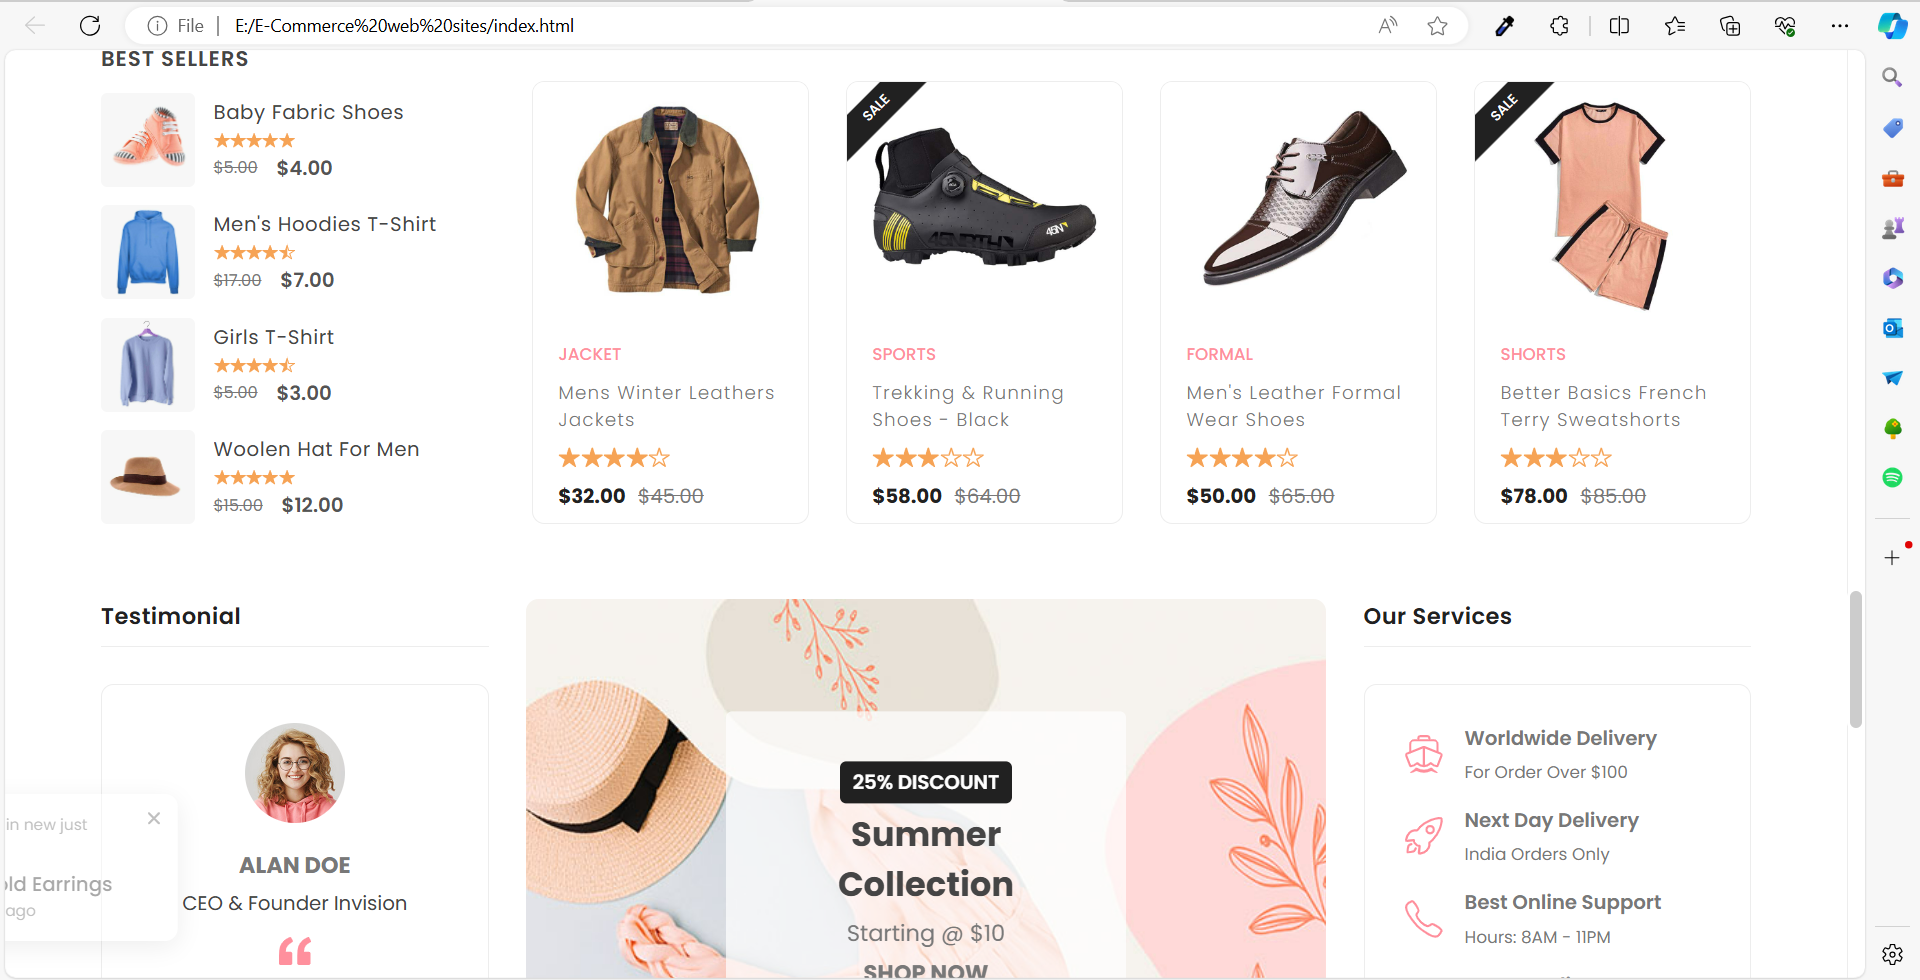 File
E:/E-Commerce%20web%20sites/index.html
BEST SELLERS
Baby Fabric Shoes
$5.00 $4.00
Men's Hoodies T-Shirt
$17.00 $7.00
Girls T-Shirt
$5.00 $3.00
Woolen Hat For Men
$15.00 $12.00
JACKET
Mens Winter Leathers
Jackets
$32.00 $45.00
SALE
45NRTH
45N
SPORTS
Trekking & Running
Shoes - Black
$58.00 $64.00
FORMAL
Men's Leather Formal
Wear Shoes
$50.00 $65.00
SALE
SHORTS
Better Basics French
Terry Sweatshorts
$78.00 $85.00
Testimonial
ALAN DOE
CEO & Founder Invision
in new just
old Earrings
ago
25% DISCOUNT
Summer
Collection
Starting @ $10
SHOP NOW
Our Services
Worldwide Delivery
For Order Over $100
Next Day Delivery
India Orders Only
Best Online Support
Hours: 8AM - 11PM